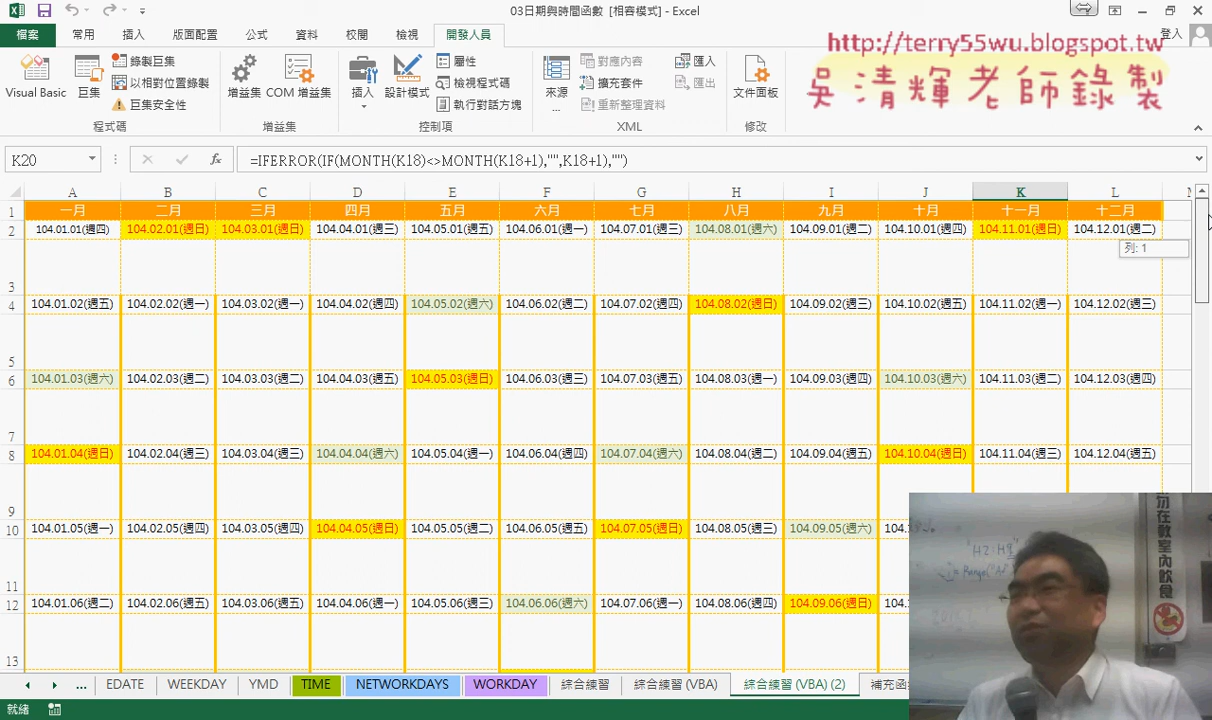 03日期與時間函數 [相容模式] - Excel
檔案 常用 插入 版面配置 公式 資料 校閱 檢視 開發人員 登入
http://terry55wu.blogspot.tw
吳清輝老師錄製
Visual Basic 巨集 錄製巨集 以相對位置錄製 巨集安全性 增益集 COM 增益集 插入 設計模式 屬性 檢視程式碼 執行對話方塊 來源... 對應內容 擴充套件 重新整理資料 匯入 匯出 文件面板
程式碼 增益集 控制項 XML 修改
K20 fx =IFERROR(IF(MONTH(K18)<>MONTH(K18+1),"",K18+1),"")
A B C D E F G H I J K L
1 一月 二月 三月 四月 五月 六月 七月 八月 九月 十月 十一月 十二月
2 104.01.01(週四) 104.02.01(週日) 104.03.01(週日) 104.04.01(週三) 104.05.01(週五) 104.06.01(週一) 104.07.01(週三) 104.08.01(週六) 104.09.01(週二) 104.10.01(週四) 104.11.01(週日) 104.12.01(週二)
列: 1
3
4 104.01.02(週五) 104.02.02(週一) 104.03.02(週一) 104.04.02(週四) 104.05.02(週六) 104.06.02(週二) 104.07.02(週四) 104.08.02(週日) 104.09.02(週三) 104.10.02(週五) 104.11.02(週一) 104.12.02(週三)
5
6 104.01.03(週六) 104.02.03(週二) 104.03.03(週二) 104.04.03(週五) 104.05.03(週日) 104.06.03(週三) 104.07.03(週五) 104.08.03(週一) 104.09.03(週四) 104.10.03(週六) 104.11.03(週二) 104.12.03(週四)
7
8 104.01.04(週日) 104.02.04(週三) 104.03.04(週三) 104.04.04(週六) 104.05.04(週一) 104.06.04(週四) 104.07.04(週六) 104.08.04(週二) 104.09.04(週五) 104.10.04(週日) 104.11.04(週三) 104.12.04(週五)
9
10 104.01.05(週一) 104.02.05(週四) 104.03.05(週四) 104.04.05(週日) 104.05.05(週二) 104.06.05(週五) 104.07.05(週日) 104.08.05(週三) 104.09.05(週六)
11
12 104.01.06(週二) 104.02.06(週五) 104.03.06(週五) 104.04.06(週一) 104.05.06(週三) 104.06.06(週六) 104.07.06(週一) 104.08.06(週四) 104.09.06(週日)
13
勿在教室內飲食
... EDATE WEEKDAY YMD TIME NETWORKDAYS WORKDAY 綜合練習 綜合練習 (VBA) 綜合練習 (VBA) (2) 補充函
就緒